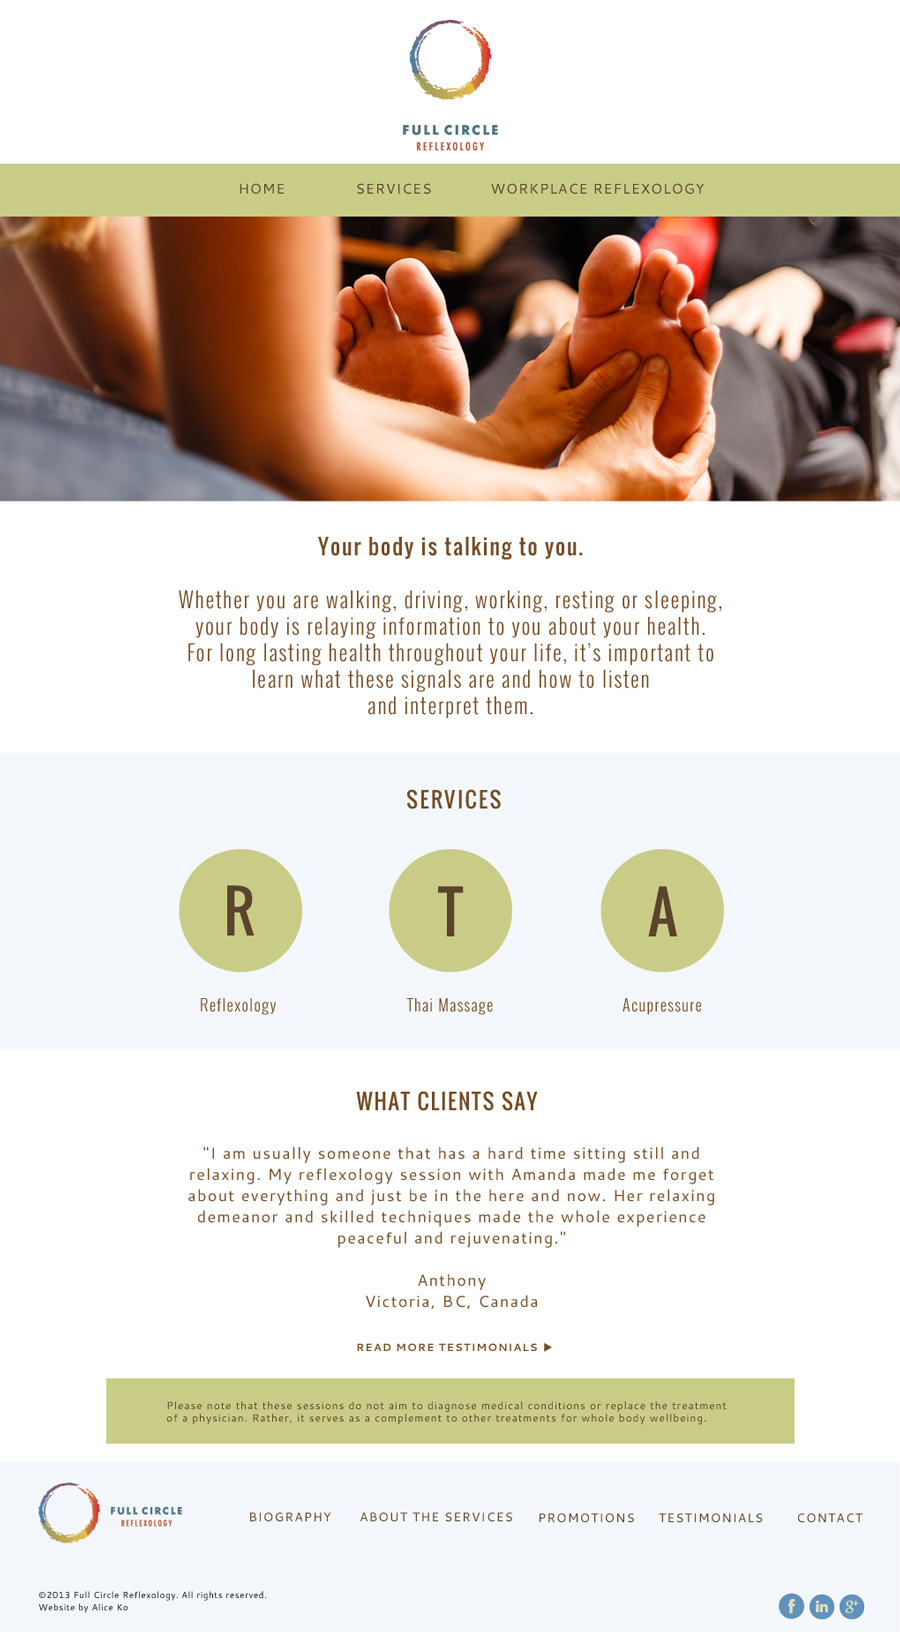 FULL CIRCLE
REFLEXOLOGY
HOME SERVICES WORKPLACE REFLEXOLOGY
Your body is talking to you.
Whether you are walking, driving, working, resting or sleeping,
your body is relaying information to you about your health.
For long lasting health throughout your life, it's important to
learn what these signals are and how to listen
and interpret them.
SERVICES
R T A
Reflexology Thai Massage Acupressure
WHAT CLIENTS SAY
"I am usually someone that has a hard time sitting still and
relaxing. My reflexology session with Amanda made me forget
about everything and just be in the here and now. Her relaxing
demeanor and skilled techniques made the whole experience
peaceful and rejuvenating."
Anthony
Victoria, BC, Canada
READ MORE TESTIMONIALS ▶
Please note that these sessions do not aim to diagnose medical conditions or replace the treatment
of a physician. Rather, it serves as a complement to other treatments for whole body wellbeing.
FULL CIRCLE
REFLEXOLOGY
BIOGRAPHY ABOUT THE SERVICES PROMOTIONS TESTIMONIALS CONTACT
©2013 Full Circle Reflexology. All rights reserved.
Website by Alice Ko
f in g+